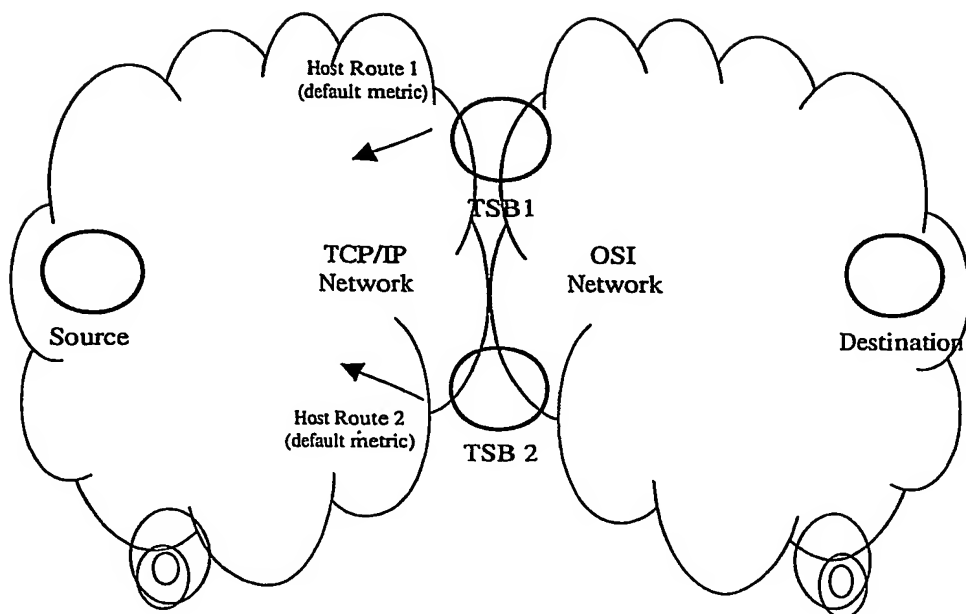 Host Route 1
(default metric)
TSB1
TCP/IP
Network
OSI
Network
Source
Destination
Host Route 2
(default metric)
TSB 2